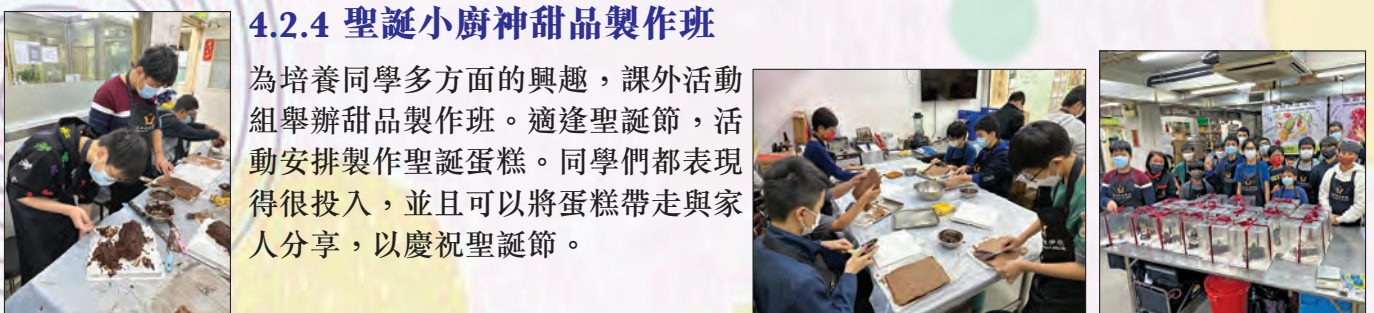 4.2.4 聖誕小廚神甜品製作班
為培養同學多方面的興趣，課外活動
組舉辦甜品製作班。適逢聖誕節，活
動安排製作聖誕蛋糕。同學們都表現
得很投入，並且可以將蛋糕帶走與家
人分享，以慶祝聖誕節。